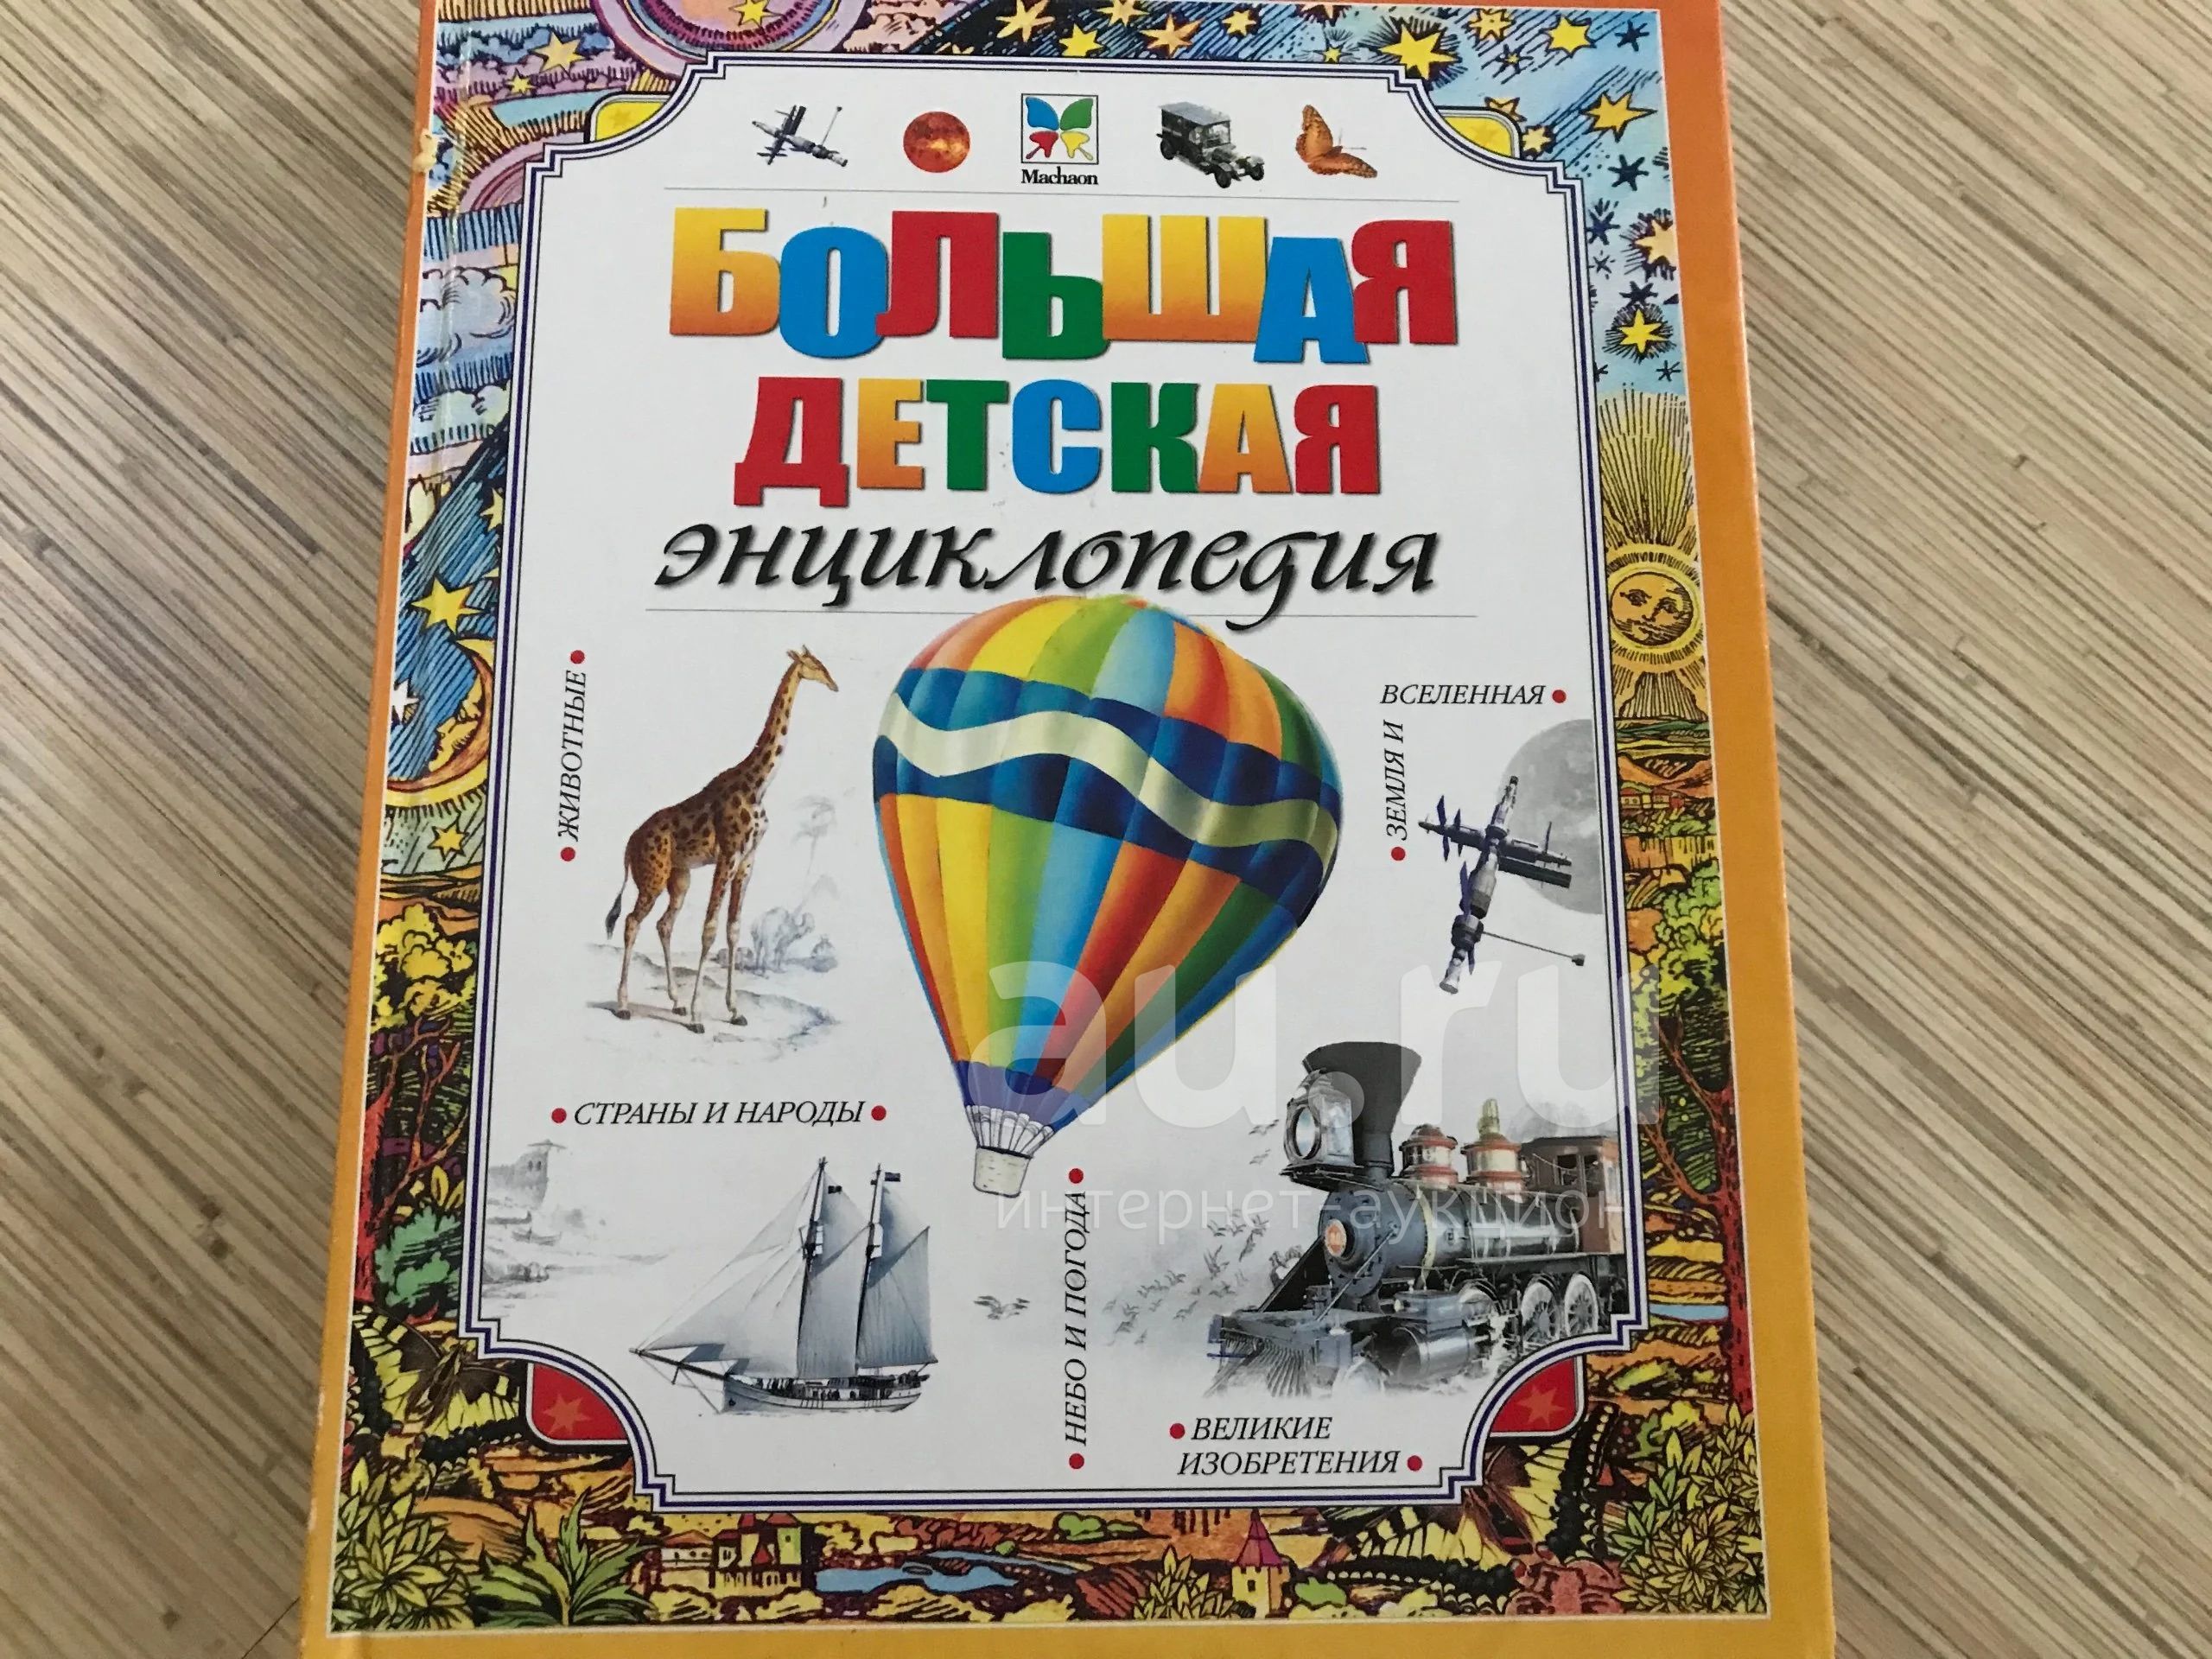 Machaon
БОЛЬШАЯ
ДЕТСКАЯ
энциклопедия
ЖИВОТНЫЕ
ВСЕЛЕННАЯ
ЗЕМЛЯ И
СТРАНЫ И НАРОДЫ
НЕБО И ПОГОДА
ВЕЛИКИЕ
ИЗОБРЕТЕНИЯ
au.ru
интернет-аукцион